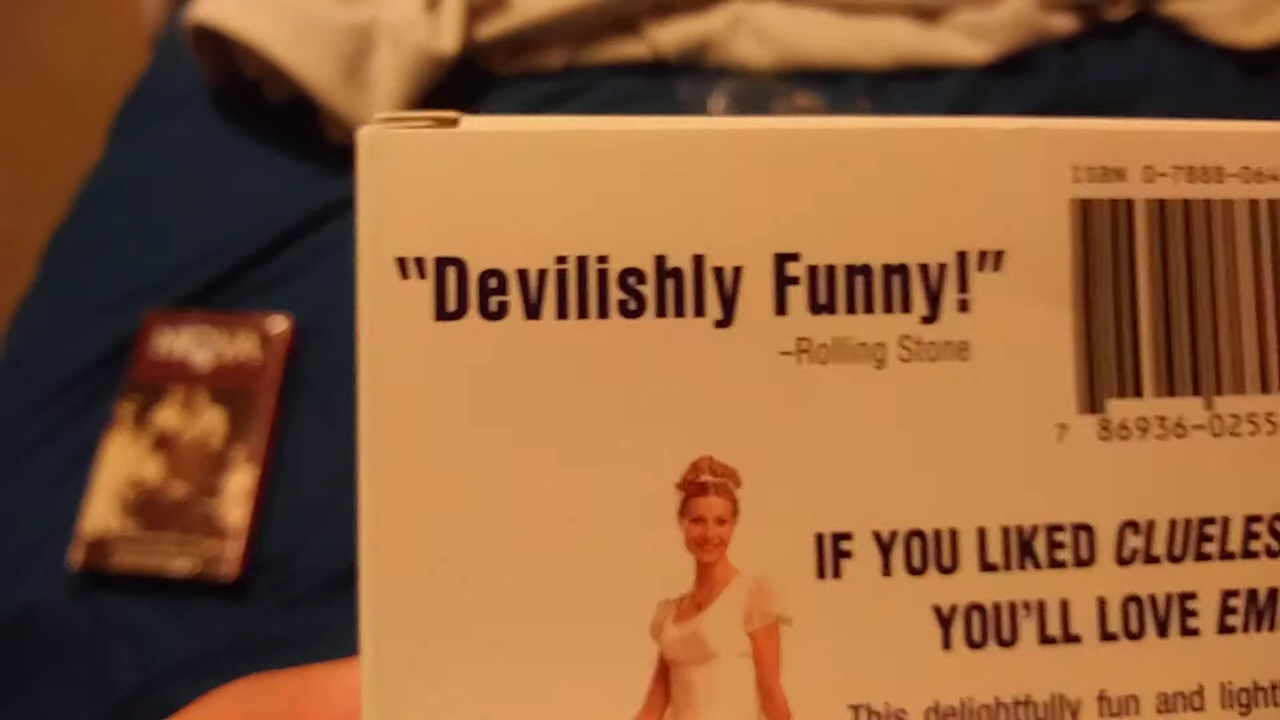 ISBN 0-7888-064
"Devilishly Funny!"
-Rolling Stone
7 86936-0255
IF YOU LIKED CLUELES
YOU'LL LOVE EM
This delightfully fun and light